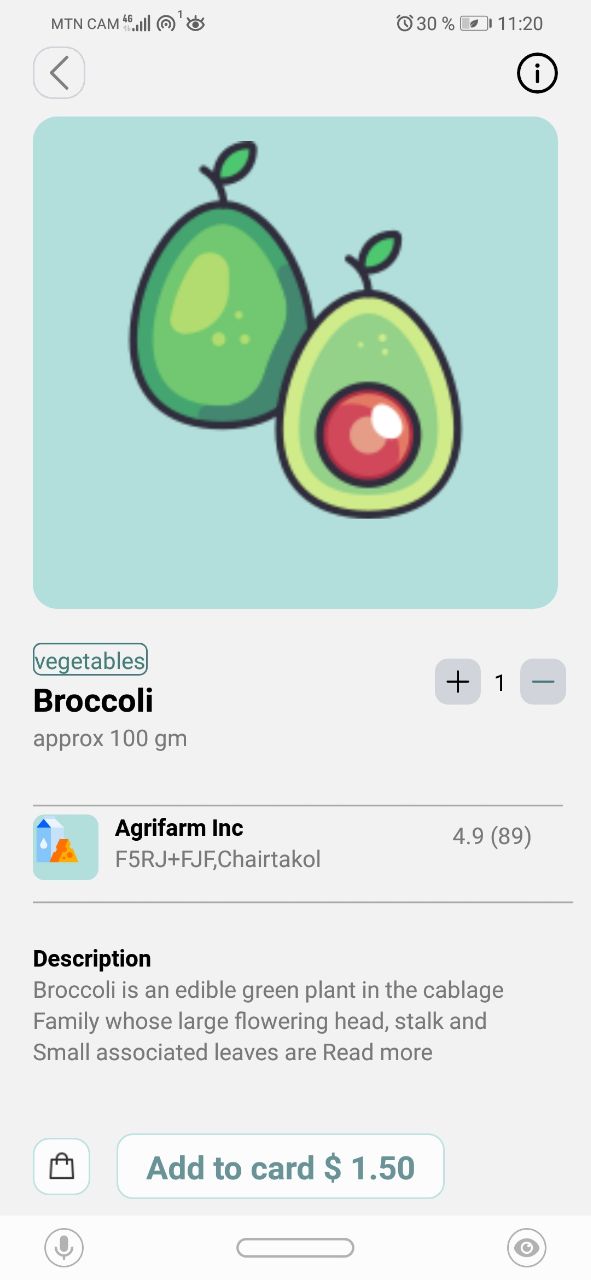 MTN CAM 46 1 30 % 11:20
vegetables
Broccoli
+ 1 −
approx 100 gm
Agrifarm Inc
4.9 (89)
F5RJ+FJF,Chairtakol
Description
Broccoli is an edible green plant in the cablage
Family whose large flowering head, stalk and
Small associated leaves are Read more
Add to card $ 1.50